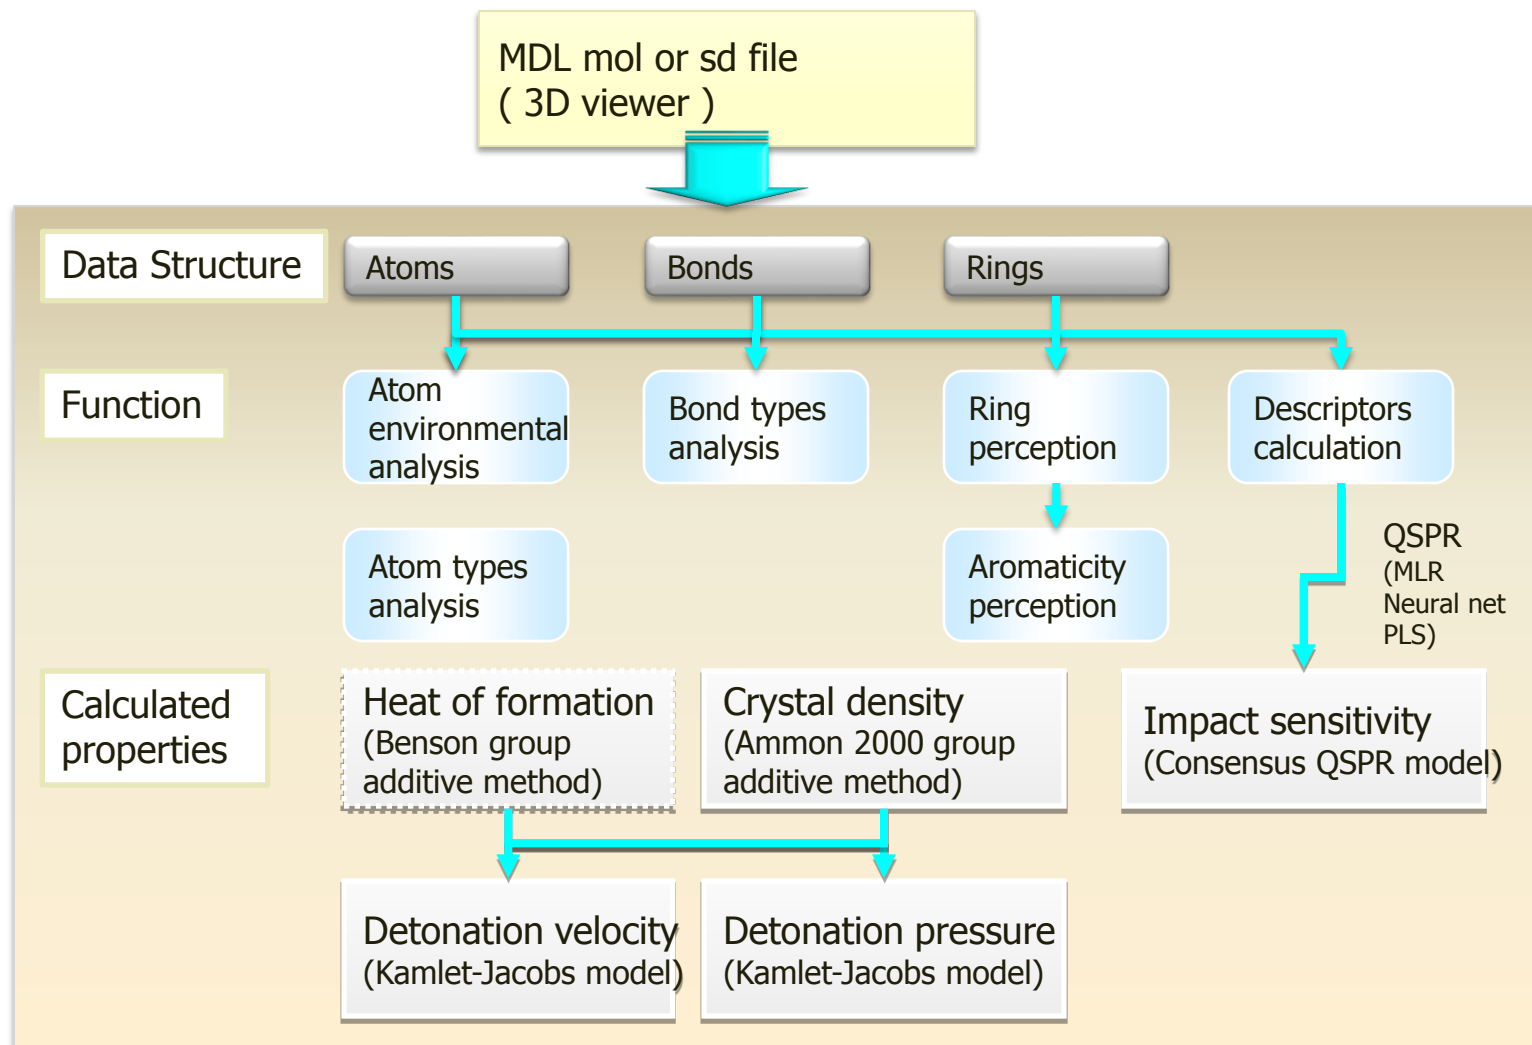 MDL mol or sd file
( 3D viewer )
Data Structure
Atoms
Bonds
Rings
Function
Atom
environmental
analysis
Bond types
analysis
Ring
perception
Descriptors
calculation
Atom types
analysis
Aromaticity
perception
QSPR
(MLR
Neural net
PLS)
Calculated
properties
Heat of formation
(Benson group
additive method)
Crystal density
(Ammon 2000 group
additive method)
Impact sensitivity
(Consensus QSPR model)
Detonation velocity
(Kamlet-Jacobs model)
Detonation pressure
(Kamlet-Jacobs model)